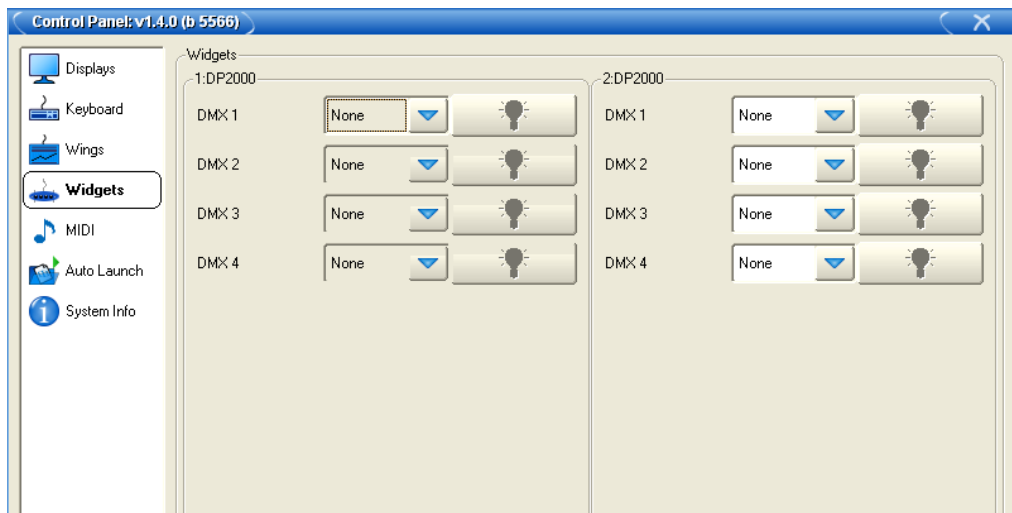 Control Panel: v1.4.0 (b 5566)
Displays
Keyboard
Wings
Widgets
MIDI
Auto Launch
System Info
Widgets
1:DP2000
DMX 1 None
DMX 2 None
DMX 3 None
DMX 4 None
2:DP2000
DMX 1 None
DMX 2 None
DMX 3 None
DMX 4 None